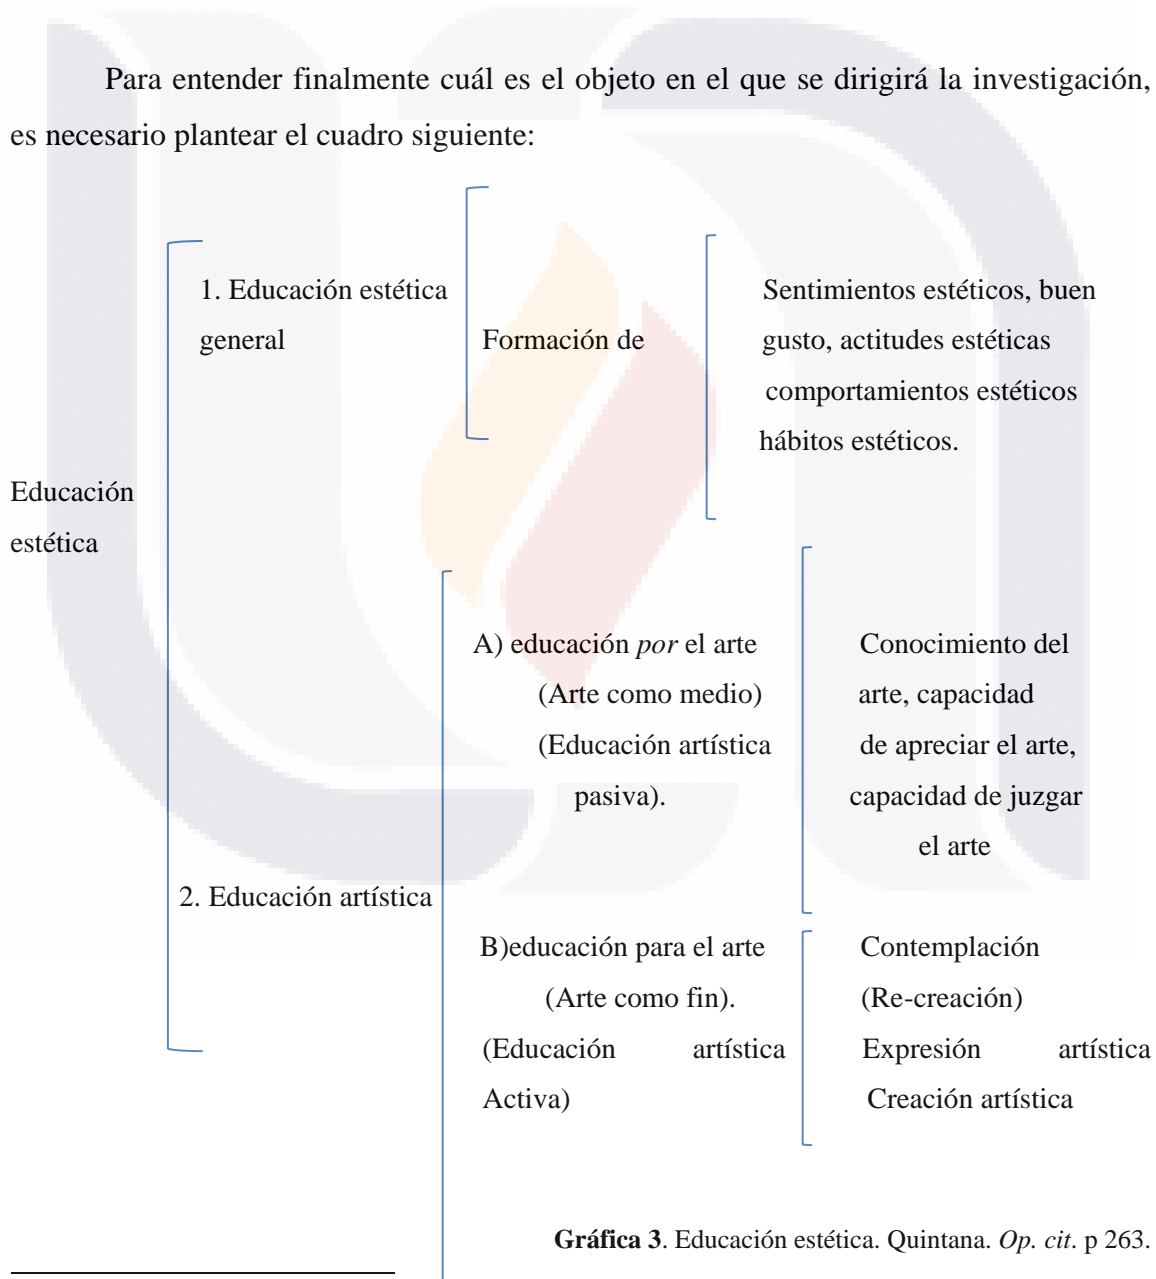 Para entender finalmente cuál es el objeto en el que se dirigirá la investigación,
es necesario plantear el cuadro siguiente:
1. Educación estética
general
Formación de
Sentimientos estéticos, buen
gusto, actitudes estéticas
comportamientos estéticos
hábitos estéticos.
Educación
estética
A) educación por el arte
(Arte como medio)
(Educación artística
pasiva).
Conocimiento del
arte, capacidad
de apreciar el arte,
capacidad de juzgar
el arte
2. Educación artística
B)educación para el arte
(Arte como fin).
(Educación artística
Activa)
Contemplación
(Re-creación)
Expresión artística
Creación artística
Gráfica 3. Educación estética. Quintana. Op. cit. p 263.